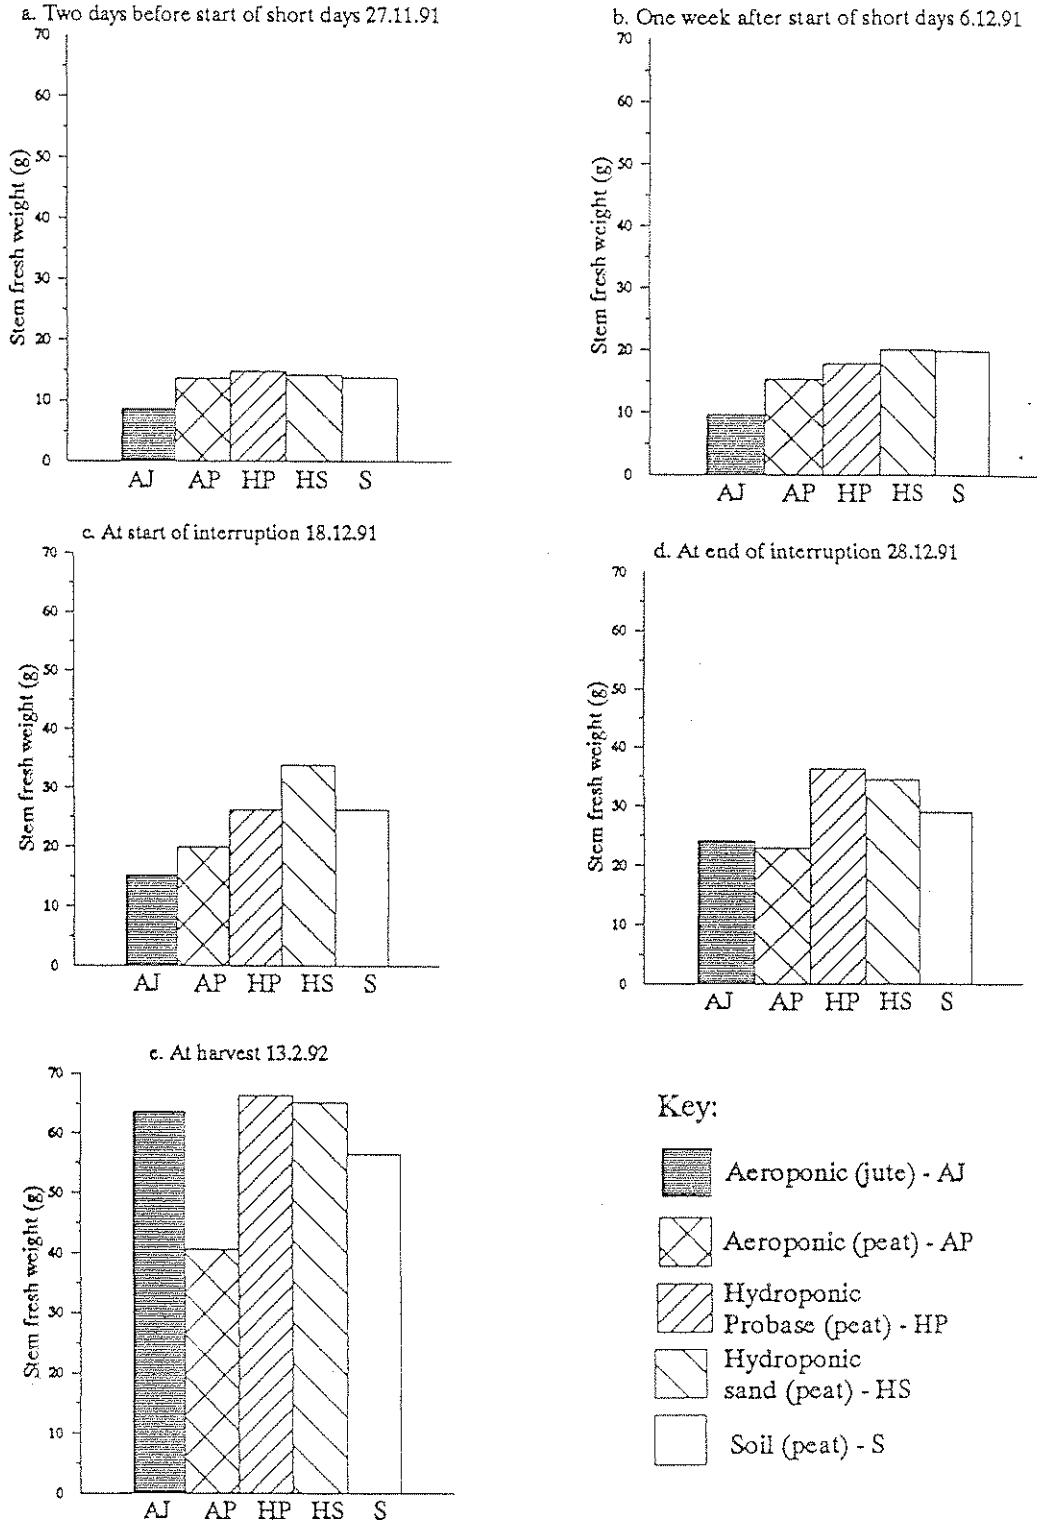 a. Two days before start of short days 27.11.91
70
60
50
40
30
20
10
0
Stem fresh weight (g)
AJ AP HP HS S
b. One week after start of short days 6.12.91
70
60
50
40
30
20
10
0
Stem fresh weight (g)
AJ AP HP HS S
c. At start of interruption 18.12.91
70
60
50
40
30
20
10
0
Stem fresh weight (g)
AJ AP HP HS S
d. At end of interruption 28.12.91
70
60
50
40
30
20
10
0
Stem fresh weight (g)
AJ AP HP HS S
e. At harvest 13.2.92
70
60
50
40
30
20
10
0
Stem fresh weight (g)
AJ AP HP HS S
Key:
Aeroponic (jute) - AJ
Aeroponic (peat) - AP
Hydroponic
Probase (peat) - HP
Hydroponic
sand (peat) - HS
Soil (peat) - S